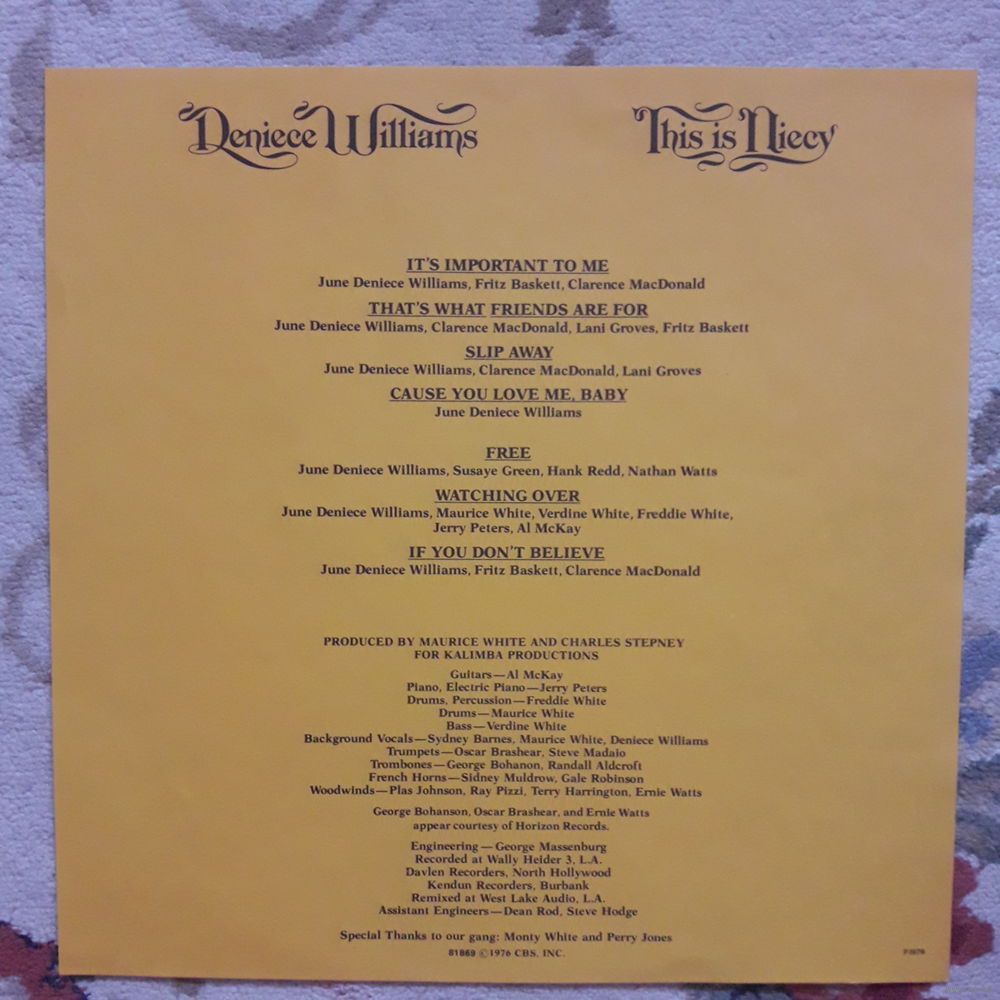 Deniece Williams
This is Niecy
IT'S IMPORTANT TO ME
June Deniece Williams, Fritz Baskett, Clarence MacDonald
THAT'S WHAT FRIENDS ARE FOR
June Deniece Williams, Clarence MacDonald, Lani Groves, Fritz Baskett
SLIP AWAY
June Deniece Williams, Clarence MacDonald, Lani Groves
CAUSE YOU LOVE ME, BABY
June Deniece Williams
FREE
June Deniece Williams, Susaye Green, Hank Redd, Nathan Watts
WATCHING OVER
June Deniece Williams, Maurice White, Verdine White, Freddie White,
Jerry Peters, Al McKay
IF YOU DON'T BELIEVE
June Deniece Williams, Fritz Baskett, Clarence MacDonald
PRODUCED BY MAURICE WHITE AND CHARLES STEPNEY
FOR KALIMBA PRODUCTIONS
Guitars—Al McKay
Piano, Electric Piano—Jerry Peters
Drums, Percussion—Freddie White
Drums—Maurice White
Bass—Verdine White
Background Vocals—Sydney Barnes, Maurice White, Deniece Williams
Trumpets—Oscar Brashear, Steve Madaio
Trombones—George Bohanon, Randall Aldcroft
French Horns—Sidney Muldrow, Gale Robinson
Woodwinds—Plas Johnson, Ray Pizzi, Terry Harrington, Ernie Watts
George Bohanson, Oscar Brashear, and Ernie Watts
appear courtesy of Horizon Records.
Engineering—George Massenburg
Recorded at Wally Heider 3, L.A.
Davlen Recorders, North Hollywood
Kendun Recorders, Burbank
Remixed at West Lake Audio, L.A.
Assistant Engineers—Dean Rod, Steve Hodge
Special Thanks to our gang: Monty White and Perry Jones
81869 ©1976 CBS, INC.